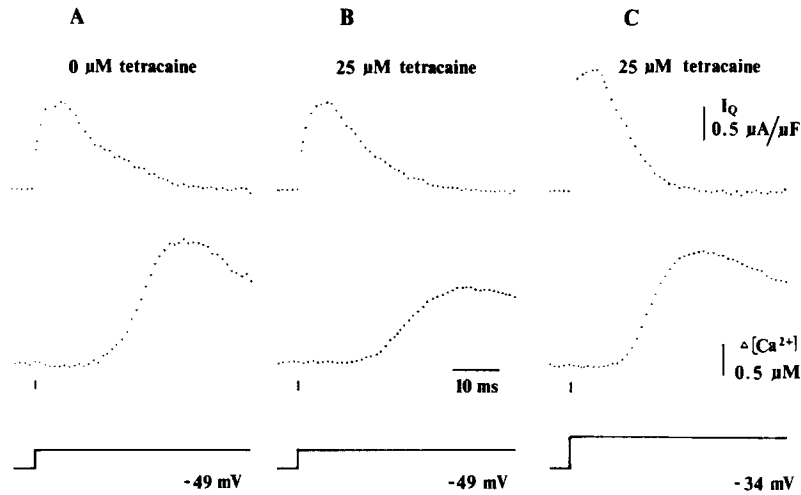 A
B
C
0 µM tetracaine
25 µM tetracaine
25 µM tetracaine
I_Q
0.5 µA/µF
Δ[Ca²⁺]
0.5 µM
10 ms
-49 mV
-49 mV
-34 mV